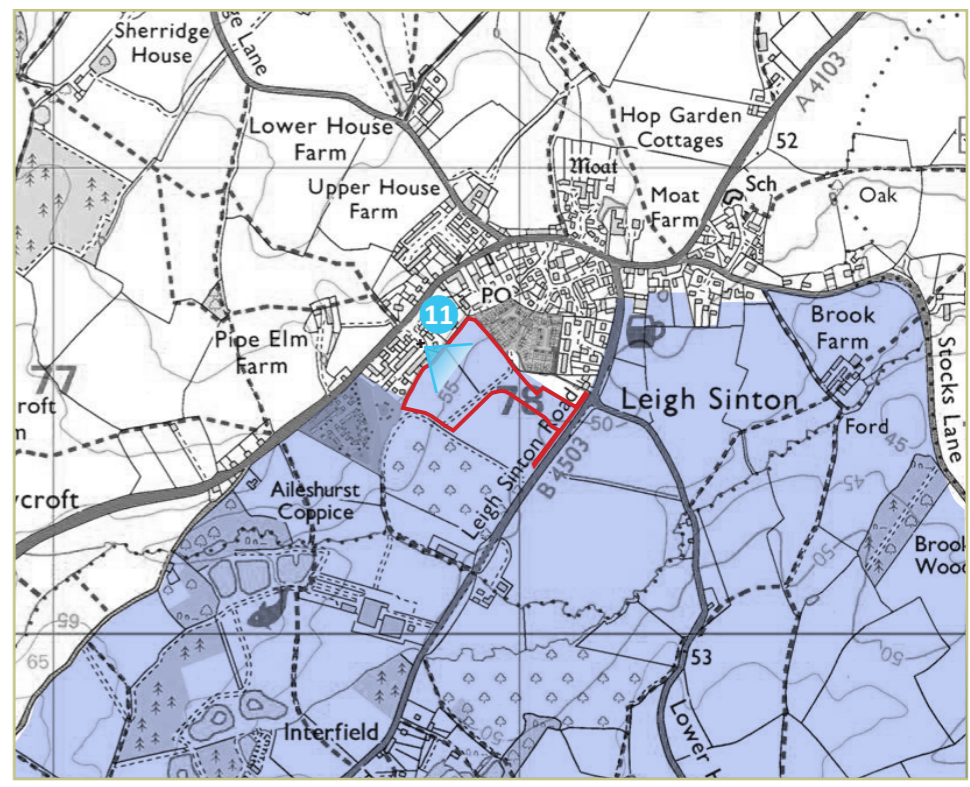 Sherridge
House
ge Lane
A 4103
Lower House
Farm
Hop Garden
Cottages
52
Moat
Sch
Upper House
Farm
Moat
Farm
Oak
PO
11
Brook
Farm
Pipe Elm
Farm
77
Stocks Lane
croft
m
55
78
Leigh Sinton
50
Ford
45
Leigh Sinton Road
B 4503
ycroft
Aileshurst
Coppice
45
50
Brook
Wood
65
65
53
50
Lower H
Interfield
50